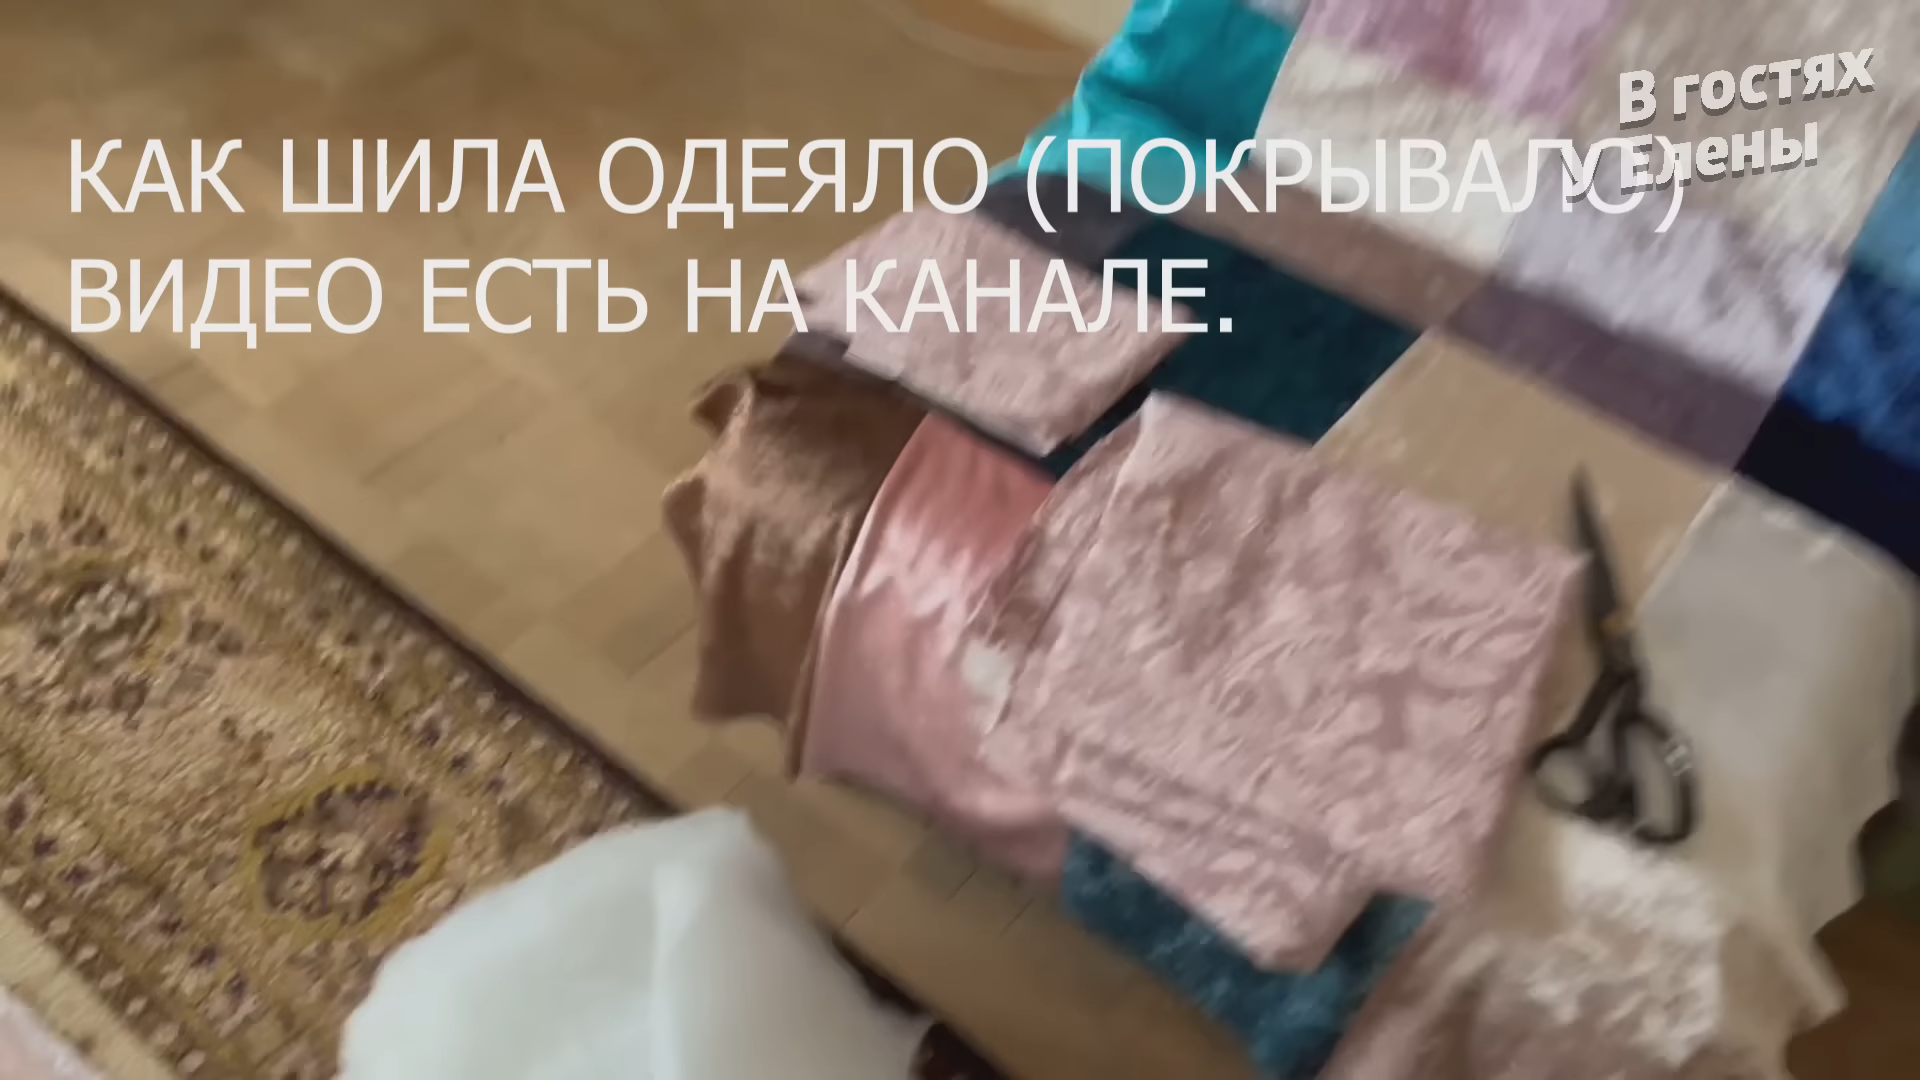 КАК ШИЛА ОДЕЯЛО (ПОКРЫВАЛО)
ВИДЕО ЕСТЬ НА КАНАЛЕ.
В гостях
у Елены